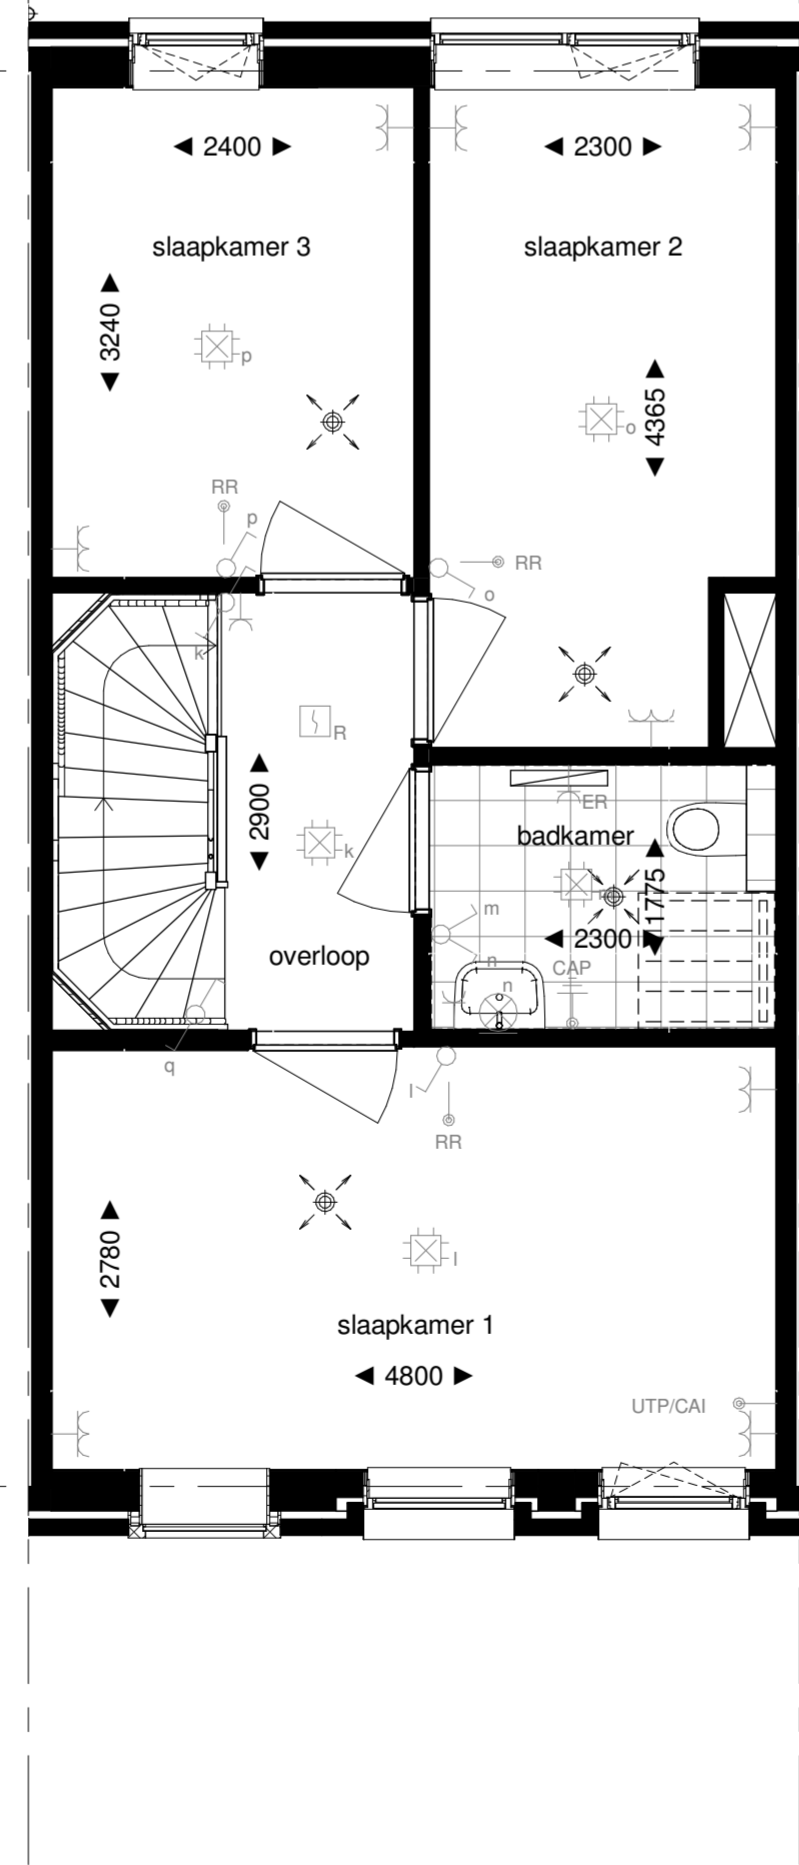 2400
2300
slaapkamer 3
slaapkamer 2
3240
p
4365
o
RR
p
RR
o
k
R
2900
k
ER
badkamer
1775
m
2300
n
overloop
CAP
n
q
l
RR
2780
l
slaapkamer 1
4800
UTP/CAI